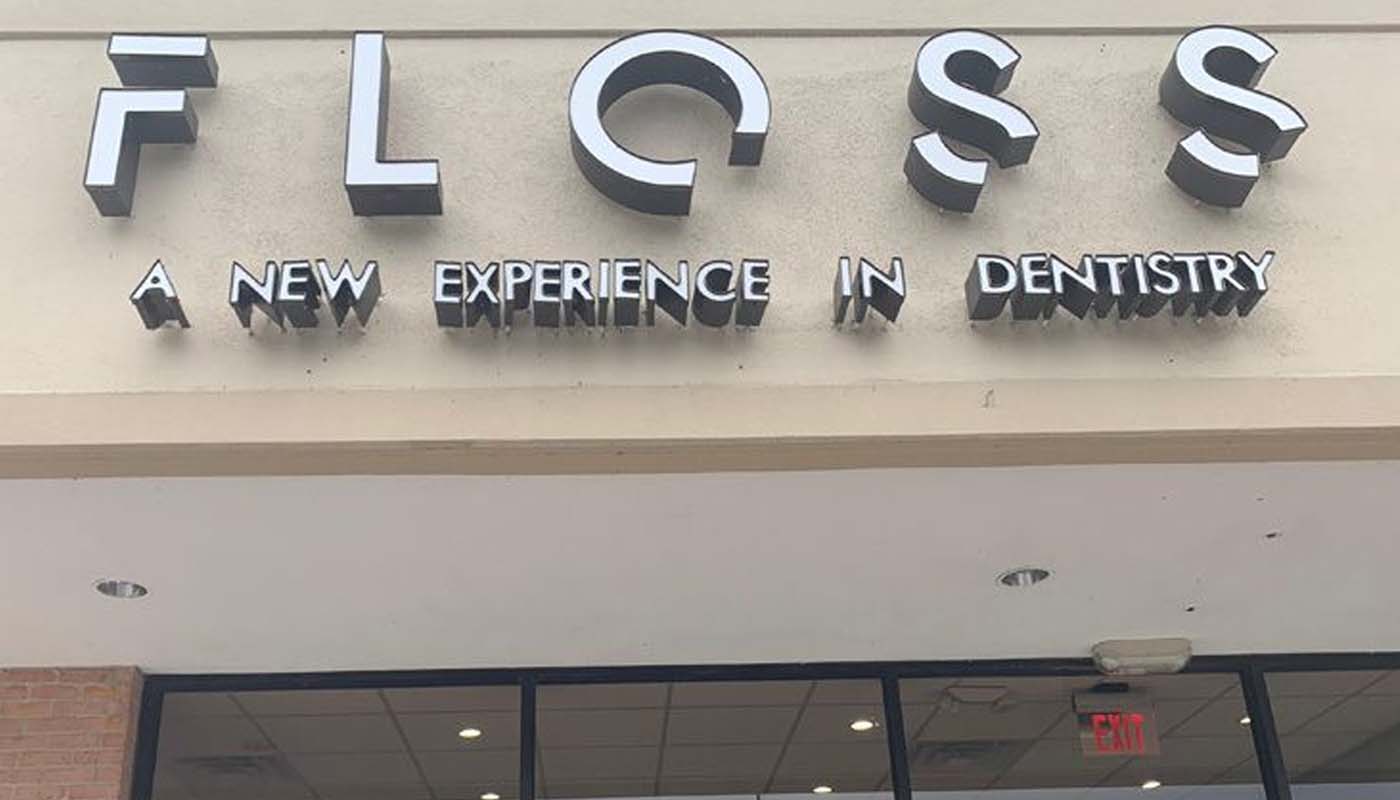 FLOSS
A NEW EXPERIENCE IN DENTISTRY
EXIT